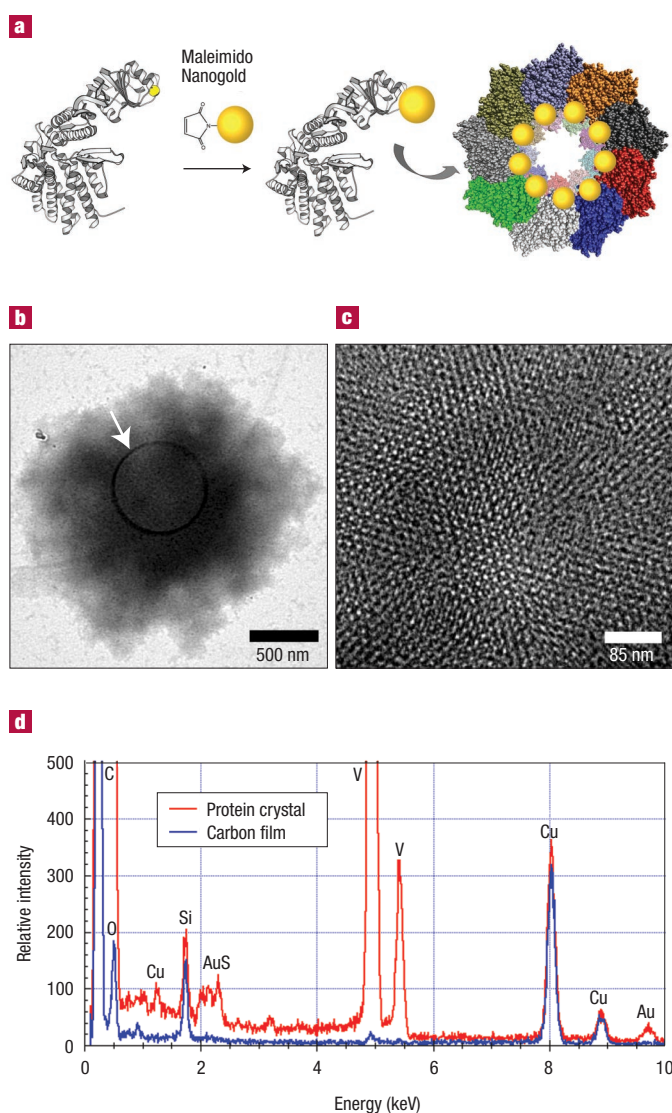 a
Maleimido
Nanogold
N
O
O
b
c
500 nm
85 nm
d
500
400
300
200
100
0
Relative intensity
C
O
Cu
Si
AuS
V
V
Cu
Cu
Au
Protein crystal
Carbon film
0
2
4
6
8
10
Energy (keV)